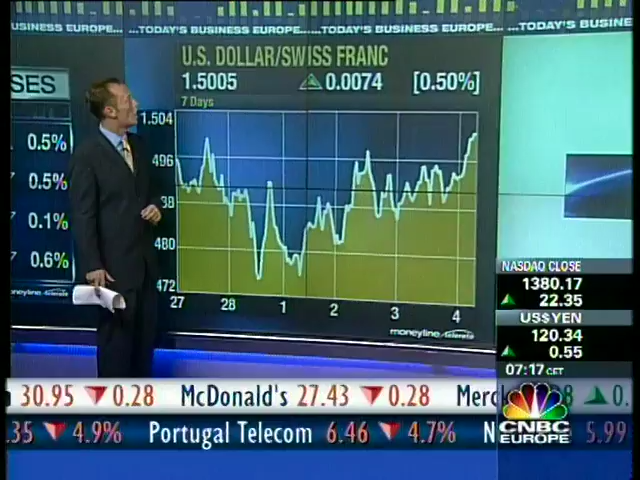 BUSINESS EUROPE... ...TODAY'S BUSINESS EUROPE... ...TODAY'S BUSINESS EUROPE... ...TODAY'S BUSINESS
SES
0.5%
0.5%
0.1%
0.6%
moneyline telerate
U.S. DOLLAR/SWISS FRANC
1.5005 0.0074 [0.50%]
7 Days
1.504
496
480
472
27 28 1 2 3 4
moneyline telerate
NASDAQ CLOSE
1380.17
22.35
US$YEN
120.34
0.55
07:17 CET
30.95 0.28 McDonald's 27.43 0.28
4.9% Portugal Telecom 6.46 4.7% 5.99
CNBC
EUROPE